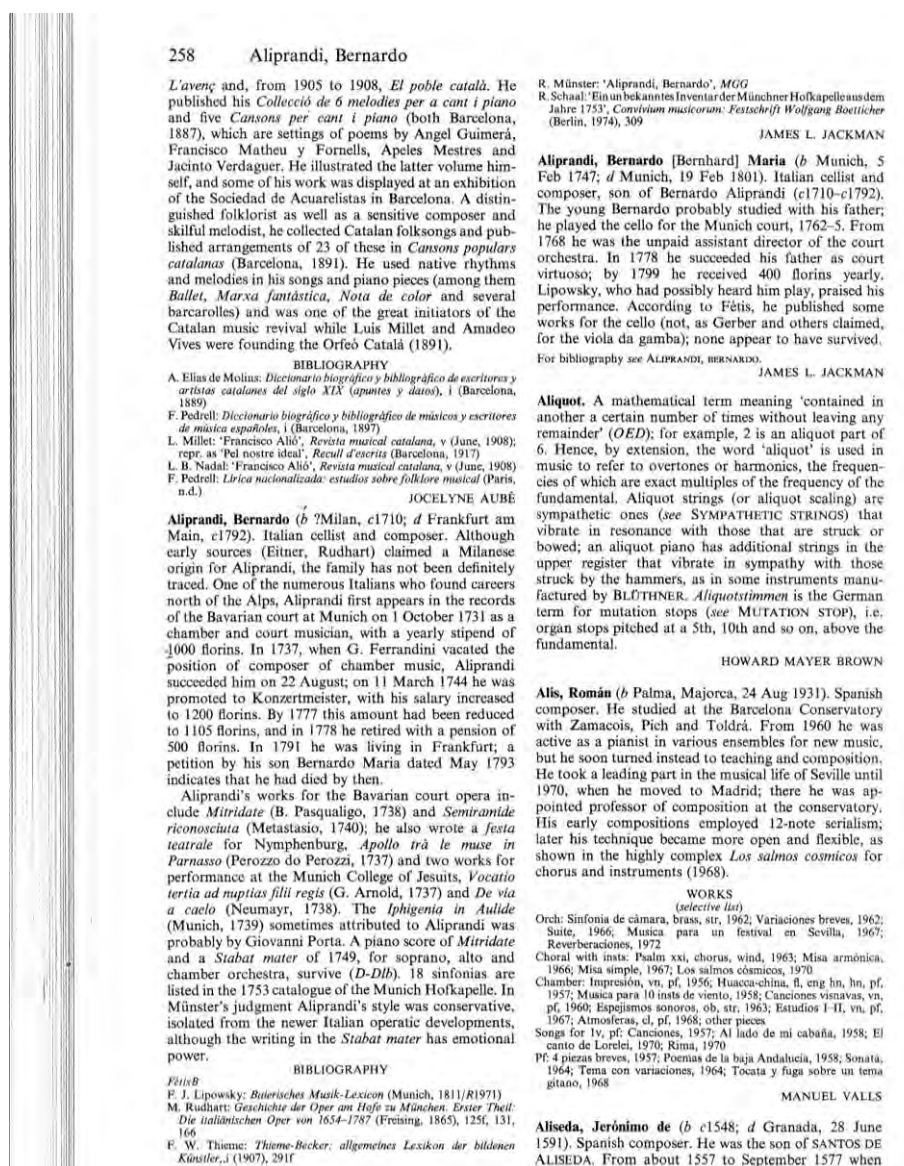 258 Aliprandi, Bernardo
L'avenç and, from 1905 to 1908, El poble català. He
published his Collecció de 6 melodies per a cant i piano
and five Cansons per cant i piano (both Barcelona,
1887), which are settings of poems by Angel Guimerá,
Francisco Matheu y Fornells, Apeles Mestres and
Jacinto Verdaguer. He illustrated the latter volume him-
self, and some of his work was displayed at an exhibition
of the Sociedad de Acuarelistas in Barcelona. A distin-
guished folklorist as well as a sensitive composer and
skilful melodist, he collected Catalan folksongs and pub-
lished arrangements of 23 of these in Cansons populars
catalanas (Barcelona, 1891). He used native rhythms
and melodies in his songs and piano pieces (among them
Ballet, Marxa fantàstica, Nota de color and several
barcarolles) and was one of the great initiators of the
Catalan music revival while Luis Millet and Amadeo
Vives were founding the Orfeó Català (1891).
BIBLIOGRAPHY
A. Elias de Molins: Diccionario biográfico y bibliográfico de escritores y
artistas catalanes del siglo XIX (apuntes y datos), i (Barcelona,
1889)
F. Pedrell: Diccionario biográfico y bibliográfico de músicos y escritores
de música españoles, i (Barcelona, 1897)
L. Millet: 'Francisco Alió', Revista musical catalana, v (June, 1908);
repr. as 'Pel nostre ideal', Recull d'escrits (Barcelona, 1917)
L. B. Nadal: 'Francisco Alió', Revista musical catalana, v (June, 1908)
F. Pedrell: Lírica nacionalizada: estudios sobre folklore musical (Paris,
n.d.)
JOCELYNE AUBÉ
Aliprandi, Bernardo (b ?Milan, c1710; d Frankfurt am
Main, c1792). Italian cellist and composer. Although
early sources (Eitner, Rudhart) claimed a Milanese
origin for Aliprandi, the family has not been definitely
traced. One of the numerous Italians who found careers
north of the Alps, Aliprandi first appears in the records
of the Bavarian court at Munich on 1 October 1731 as a
chamber and court musician, with a yearly stipend of
1000 florins. In 1737, when G. Ferrandini vacated the
position of composer of chamber music, Aliprandi
succeeded him on 22 August; on 11 March 1744 he was
promoted to Konzertmeister, with his salary increased
to 1200 florins. By 1777 this amount had been reduced
to 1105 florins, and in 1778 he retired with a pension of
500 florins. In 1791 he was living in Frankfurt; a
petition by his son Bernardo Maria dated May 1793
indicates that he had died by then.
Aliprandi's works for the Bavarian court opera in-
clude Mitridate (B. Pasqualigo, 1738) and Semiramide
riconosciuta (Metastasio, 1740); he also wrote a festa
teatrale for Nymphenburg, Apollo trà le muse in
Parnasso (Perozzo do Perozzi, 1737) and two works for
performance at the Munich College of Jesuits, Vocatio
tertia ad nuptias filii regis (G. Arnold, 1737) and De via
a caelo (Neumayr, 1738). The Iphigenia in Aulide
(Munich, 1739) sometimes attributed to Aliprandi was
probably by Giovanni Porta. A piano score of Mitridate
and a Stabat mater of 1749, for soprano, alto and
chamber orchestra, survive (D-Dlb). 18 sinfonias are
listed in the 1753 catalogue of the Munich Hofkapelle. In
Münster's judgment Aliprandi's style was conservative,
isolated from the newer Italian operatic developments,
although the writing in the Stabat mater has emotional
power.
BIBLIOGRAPHY
FétisB
F. J. Lipowsky: Baierisches Musik-Lexicon (Munich, 1811/R1971)
M. Rudhart: Geschichte der Oper am Hofe zu München. Erster Theil:
Die italiänischen Oper von 1654–1787 (Freising, 1865), 125f, 131,
166
F. W. Thieme: Thieme-Becker: allgemeines Lexikon der bildenen
Künstler, i (1907), 291f
R. Münster: 'Aliprandi, Bernardo', MGG
R. Schaal: 'Ein unbekanntes Inventar der Münchner Hofkapelle aus dem
Jahre 1753', Convivium musicorum: Festschrift Wolfgang Boetticher
(Berlin, 1974), 309
JAMES L. JACKMAN
Aliprandi, Bernardo [Bernhard] Maria (b Munich, 5
Feb 1747; d Munich, 19 Feb 1801). Italian cellist and
composer, son of Bernardo Aliprandi (c1710–c1792).
The young Bernardo probably studied with his father;
he played the cello for the Munich court, 1762–5. From
1768 he was the unpaid assistant director of the court
orchestra. In 1778 he succeeded his father as court
virtuoso; by 1799 he received 400 florins yearly.
Lipowsky, who had possibly heard him play, praised his
performance. According to Fétis, he published some
works for the cello (not, as Gerber and others claimed,
for the viola da gamba); none appear to have survived.
For bibliography see ALIPRANDI, BERNARDO.
JAMES L. JACKMAN
Aliquot. A mathematical term meaning 'contained in
another a certain number of times without leaving any
remainder' (OED); for example, 2 is an aliquot part of
6. Hence, by extension, the word 'aliquot' is used in
music to refer to overtones or harmonics, the frequen-
cies of which are exact multiples of the frequency of the
fundamental. Aliquot strings (or aliquot scaling) are
sympathetic ones (see SYMPATHETIC STRINGS) that
vibrate in resonance with those that are struck or
bowed; an aliquot piano has additional strings in the
upper register that vibrate in sympathy with those
struck by the hammers, as in some instruments manu-
factured by BLÜTHNER. Aliquotstimmen is the German
term for mutation stops (see MUTATION STOP), i.e.
organ stops pitched at a 5th, 10th and so on, above the
fundamental.
HOWARD MAYER BROWN
Alis, Román (b Palma, Majorca, 24 Aug 1931). Spanish
composer. He studied at the Barcelona Conservatory
with Zamacois, Pich and Toldrá. From 1960 he was
active as a pianist in various ensembles for new music,
but he soon turned instead to teaching and composition.
He took a leading part in the musical life of Seville until
1970, when he moved to Madrid; there he was ap-
pointed professor of composition at the conservatory.
His early compositions employed 12-note serialism;
later his technique became more open and flexible, as
shown in the highly complex Los salmos cosmicos for
chorus and instruments (1968).
WORKS
(selective list)
Orch: Sinfonia de cámara, brass, str, 1962; Variaciones breves, 1962;
Suite, 1966; Musica para un festival en Sevilla, 1967;
Reverberaciones, 1972
Choral with insts: Psalm xxi, chorus, wind, 1963; Misa armónica,
1966; Misa simple, 1967; Los salmos cósmicos, 1970
Chamber: Impresión, vn, pf, 1956; Huacca-china, fl, eng hn, hn, pf,
1957; Musica para 10 insts de viento, 1958; Canciones visnavas, vn,
pf, 1960; Espejismos sonoros, ob, str, 1963; Estudios I–II, vn, pf,
1967; Atmosferas, cl, pf, 1968; other pieces
Songs for 1v, pf: Canciones, 1957; Al lado de mi cabaña, 1958; El
canto de Lorelei, 1970; Rima, 1970
Pf: 4 piezas breves, 1957; Poemas de la baja Andalucia, 1958; Sonata,
1964; Tema con variaciones, 1964; Tocata y fuga sobre un tema
gitano, 1968
MANUEL VALLS
Aliseda, Jerónimo de (b c1548; d Granada, 28 June
1591). Spanish composer. He was the son of SANTOS DE
ALISEDA. From about 1557 to September 1577 when